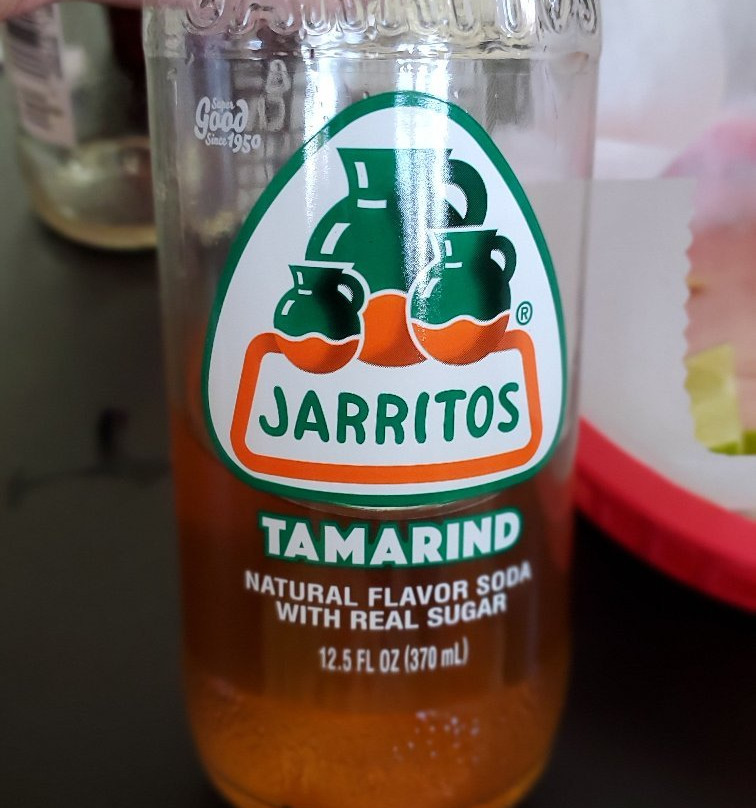 Super
Good
Since 1950
®
JARRITOS
TAMARIND
NATURAL FLAVOR SODA
WITH REAL SUGAR
12.5 FL OZ (370 mL)